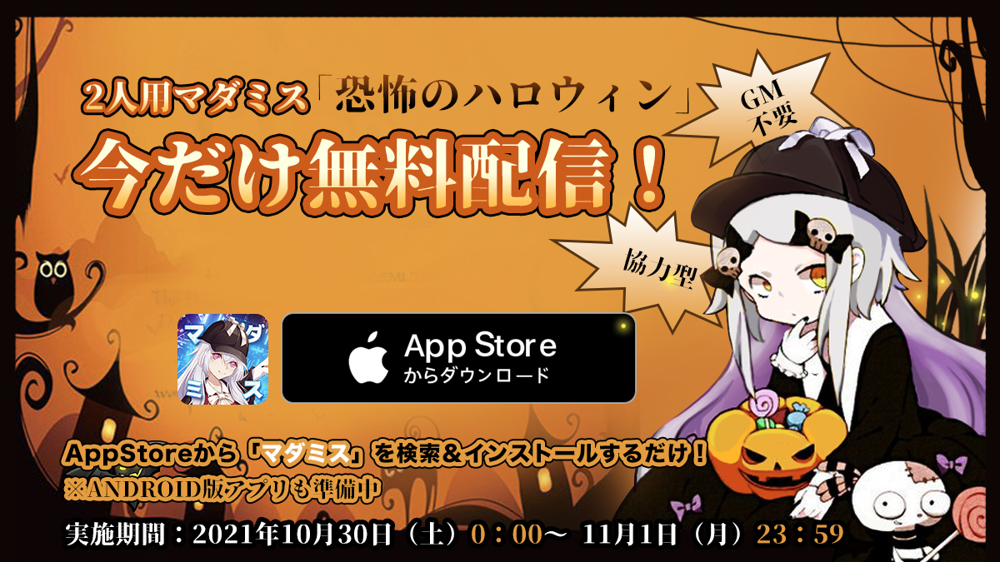 2人用マダミス「恐怖のハロウィン」
今だけ無料配信！
GM
不要
協力型
マダ
ミス
App Store
からダウンロード
AppStoreから「マダミス」を検索＆インストールするだけ！
※ANDROID版アプリも準備中
実施期間：2021年10月30日（土）0：00～ 11月1日（月）23：59